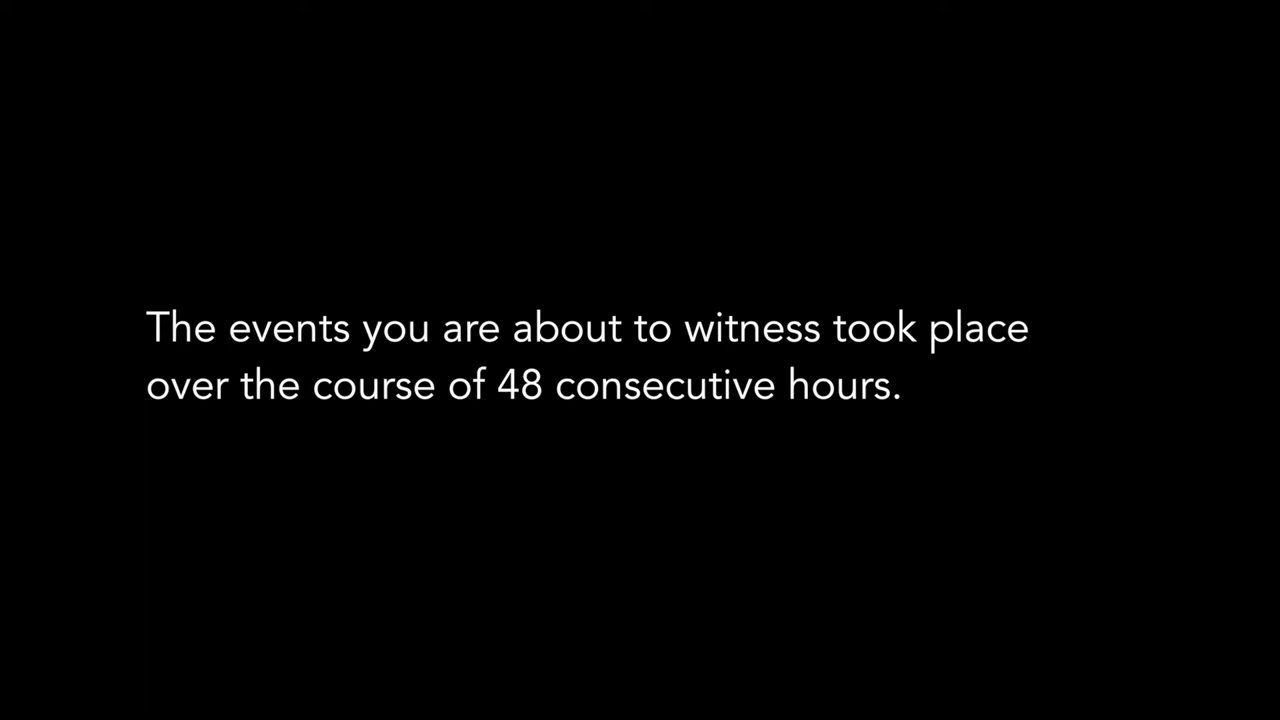 The events you are about to witness took place
over the course of 48 consecutive hours.